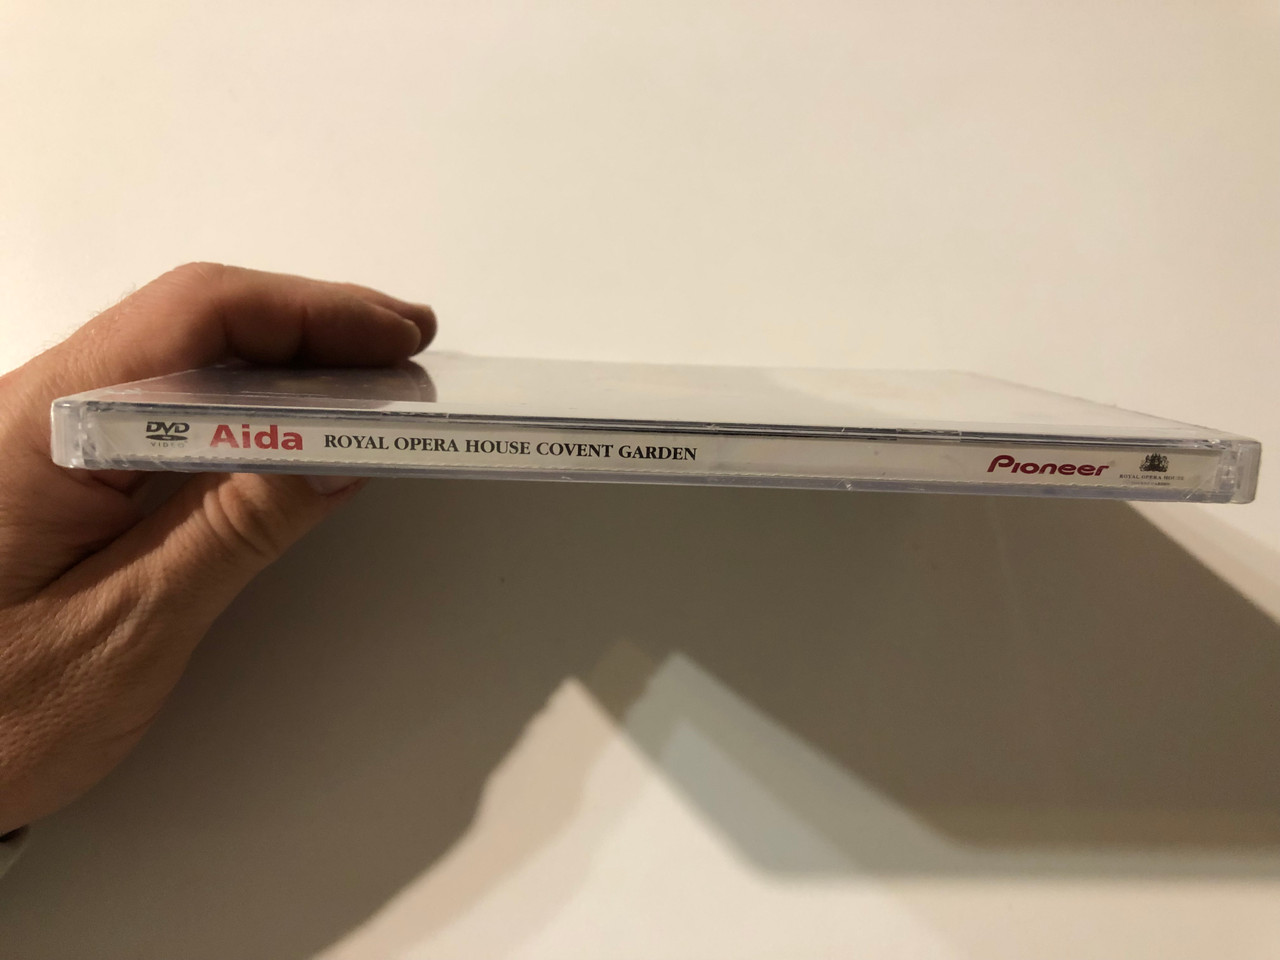 DVD VIDEO Aida ROYAL OPERA HOUSE COVENT GARDEN Pioneer
ROYAL OPERA HOUSE